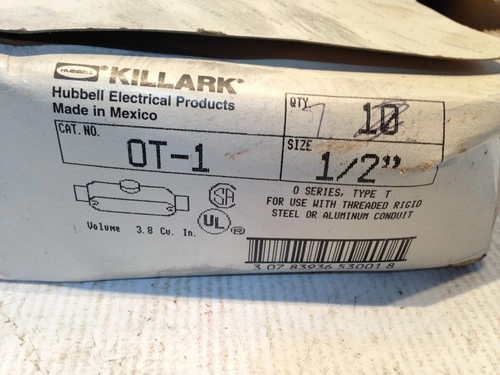 HUBBELL KILLARK®
Hubbell Electrical Products
Made in Mexico
QTY
7 10
CAT. NO.
OT-1
SIZE
1/2"
O SERIES, TYPE T
FOR USE WITH THREADED RIGID
STEEL OR ALUMINUM CONDUIT
SA
UL ®
Volume 3.8 Cu. In.
3 07 83936 53001 8